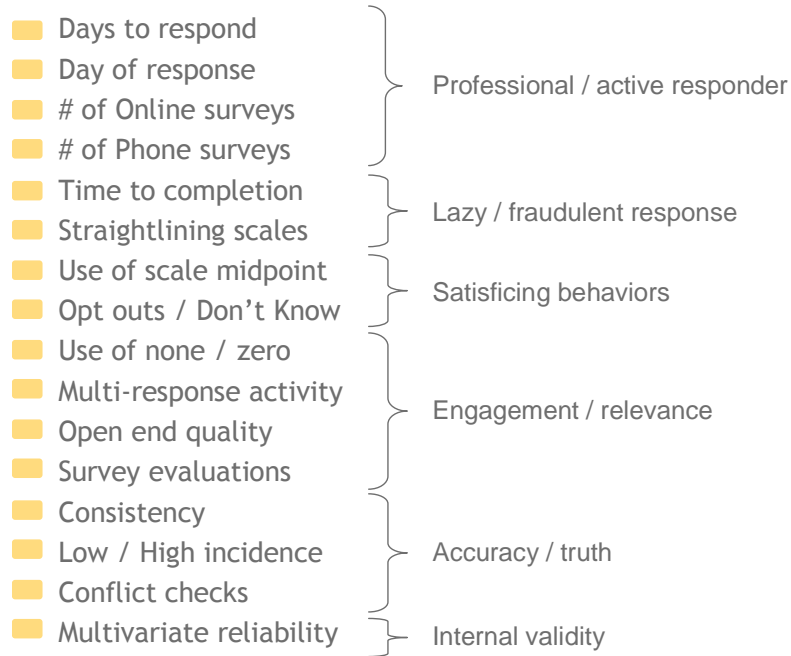 Days to respond
Day of response
# of Online surveys
# of Phone surveys
Professional / active responder
Time to completion
Straightlining scales
Lazy / fraudulent response
Use of scale midpoint
Opt outs / Don’t Know
Satisficing behaviors
Use of none / zero
Multi-response activity
Open end quality
Survey evaluations
Engagement / relevance
Consistency
Low / High incidence
Conflict checks
Accuracy / truth
Multivariate reliability
Internal validity